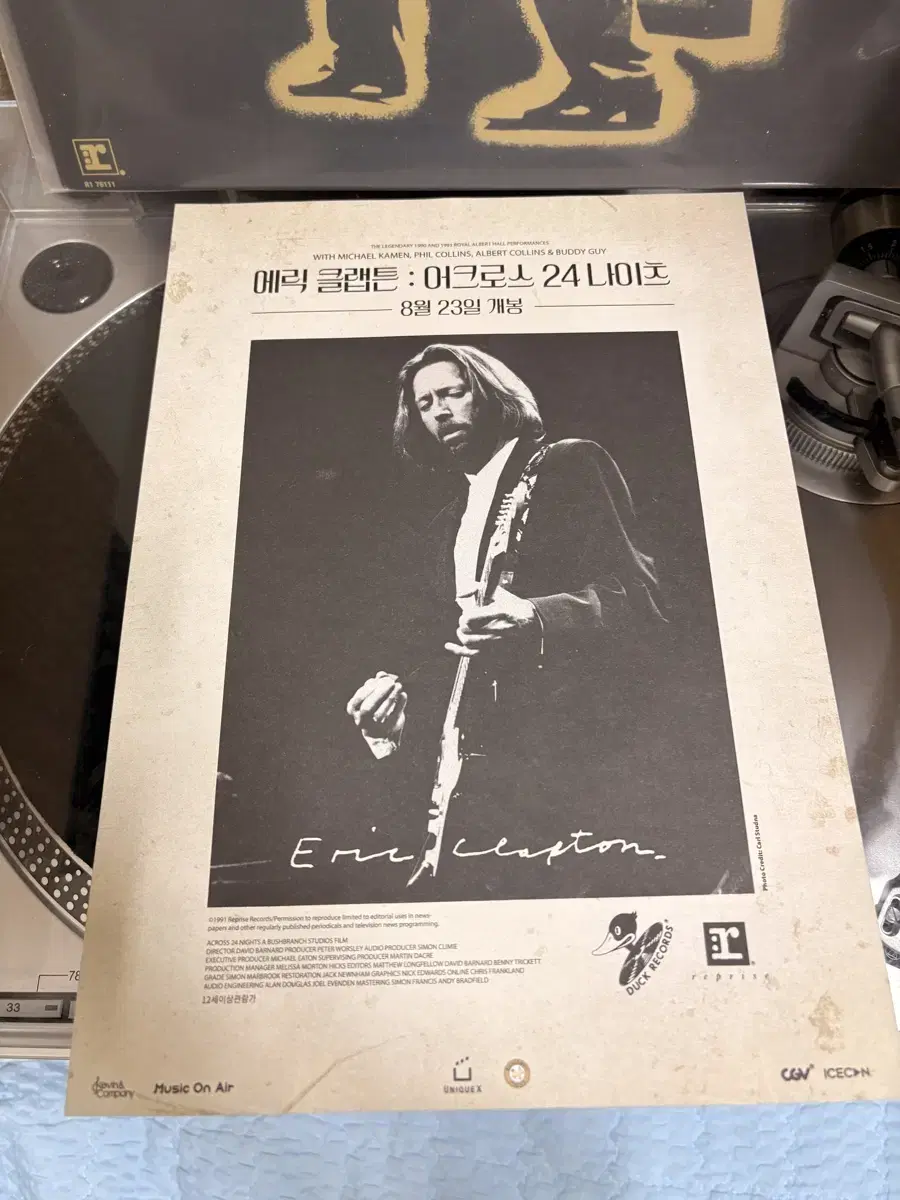 R1 76131
THE LEGENDARY 1990 AND 1991 ROYAL ALBERT HALL PERFORMANCES
WITH MICHAEL KAMEN, PHIL COLLINS, ALBERT COLLINS & BUDDY GUY
에릭 클랩튼 : 어크로스 24 나이츠
8월 23일 개봉
Eric Clapton.
Photo Credit: Carl Studna
©1991 Reprise Records/Permission to reproduce limited to editorial uses in news-
papers and other regularly published periodicals and television news programming.
ACROSS 24 NIGHTS A BUSHBRANCH STUDIOS FILM
DIRECTOR DAVID BARNARD PRODUCER PETER WORSLEY AUDIO PRODUCER SIMON CLIMIE
EXECUTIVE PRODUCER MICHAEL EATON SUPERVISING PRODUCER MARTIN DACRE
PRODUCTION MANAGER MELISSA MORTON HICKS EDITORS MATTHEW LONGFELLOW DAVID BARNARD BENNY TRICKETT
GRADE SIMON MARBROOK RESTORATION JACK NEWNHAM GRAPHICS NICK EDWARDS ONLINE CHRIS FRANKLAND
AUDIO ENGINEERING ALAN DOUGLAS JOEL EVENDEN MASTERING SIMON FRANCIS ANDY BRADFIELD
12세이상관람가
DUCK RECORDS
r
reprise
78
33
Kevin&
Company
Music On Air
UNIQUEX
CGV
ICECON